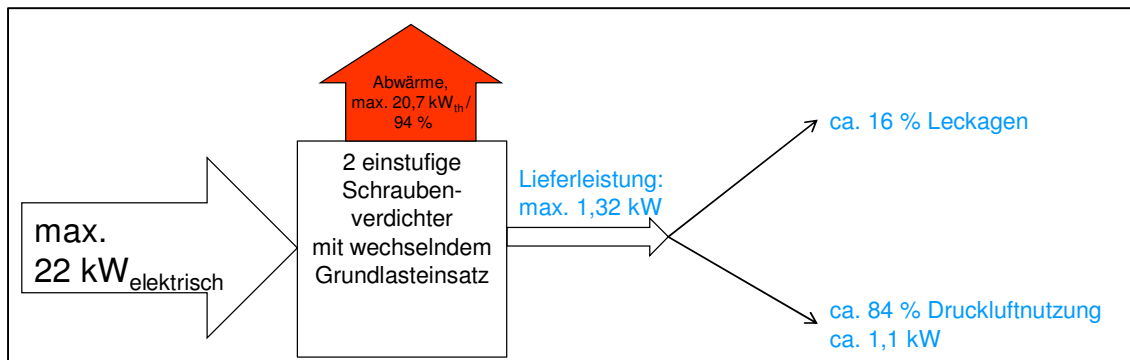 Abwärme,
max. 20,7 kWth/
94 %
2 einstufige
Schrauben-
verdichter
mit wechselndem
Grundlasteinsatz
max.
22 kWelektrisch
Lieferleistung:
max. 1,32 kW
ca. 16 % Leckagen
ca. 84 % Druckluftnutzung
ca. 1,1 kW